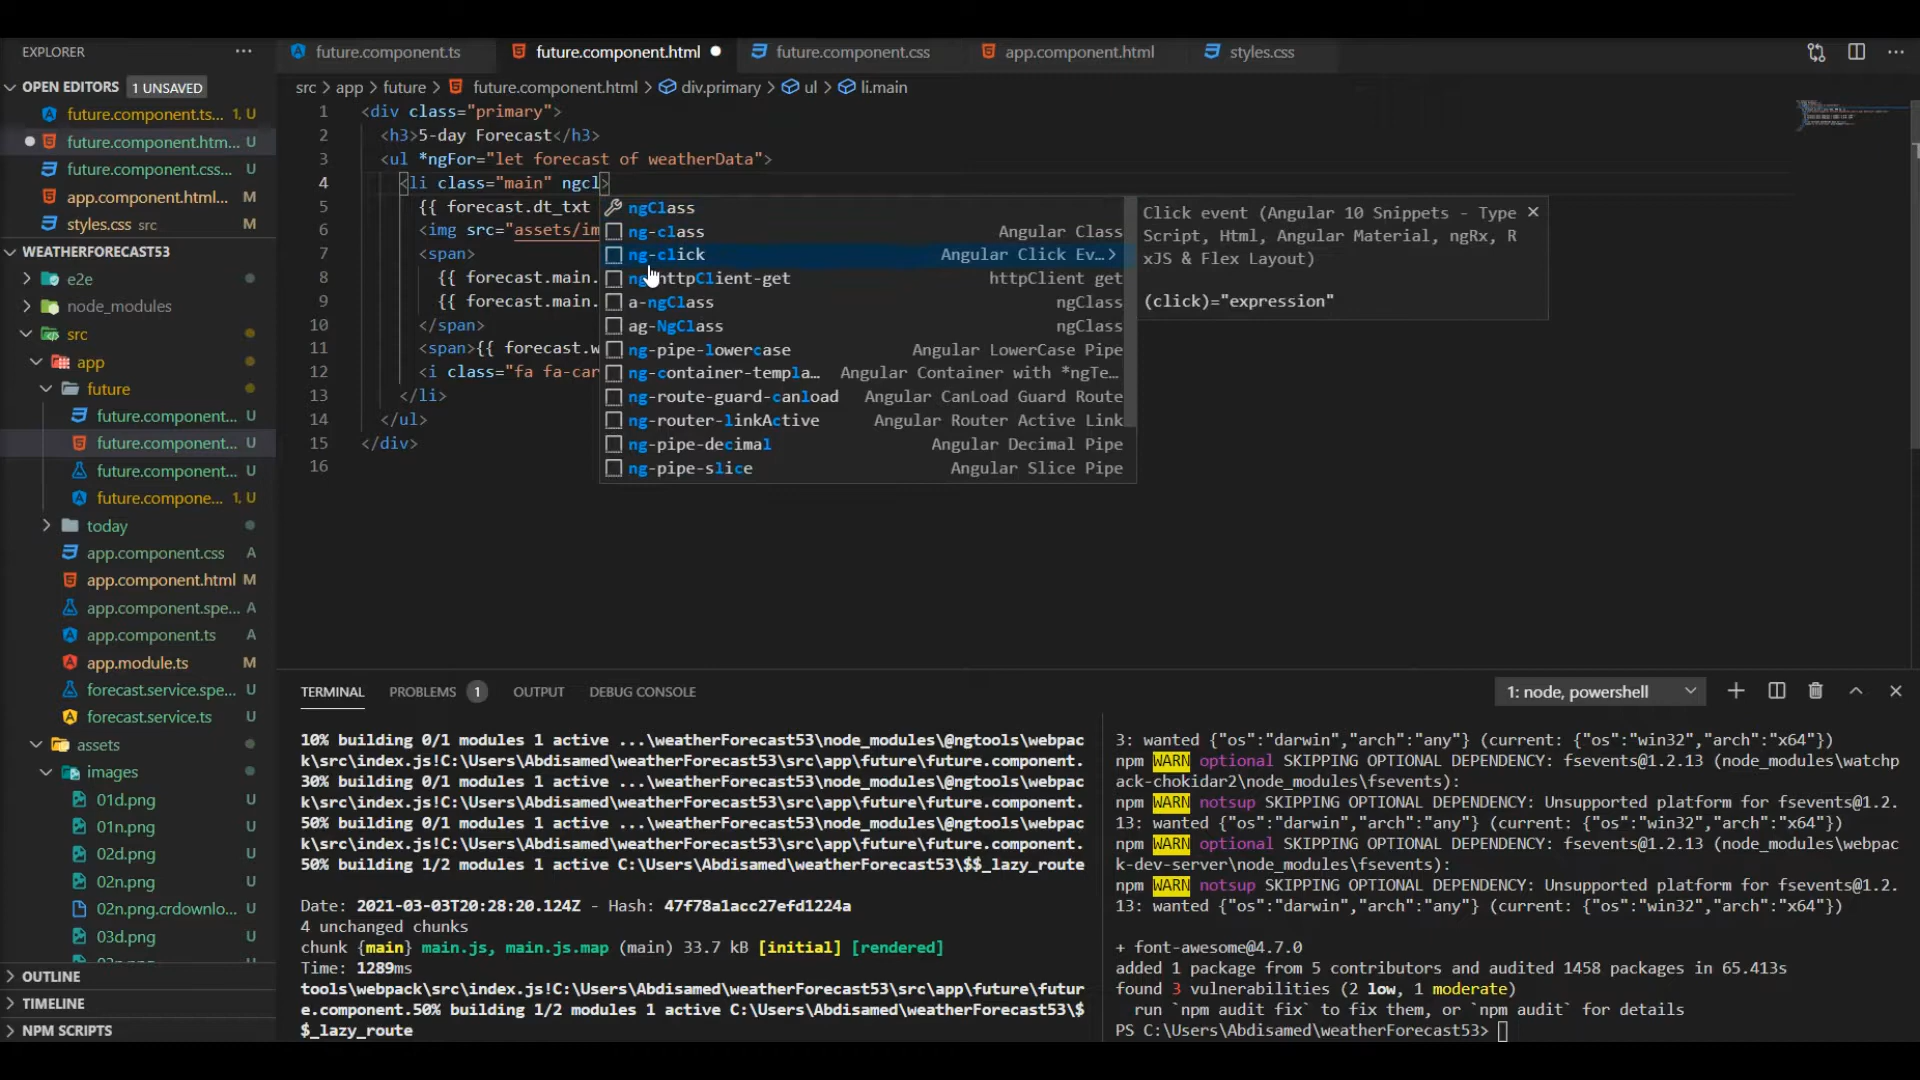 EXPLORER
future.component.ts
future.component.html
future.component.css
app.component.html
styles.css
OPEN EDITORS 1 UNSAVED
future.component.ts... 1, U
future.component.htm... U
future.component.css... U
app.component.html... M
styles.css src M
WEATHERFORECAST53
e2e
node_modules
src
app
future
future.component... U
future.component... U
future.component... U
future.compone... 1, U
today
app.component.css A
app.component.html M
app.component.spe... A
app.component.ts A
app.module.ts M
forecast.service.spe... U
forecast.service.ts U
assets
images
01d.png U
01n.png U
02d.png U
02n.png U
02n.png.crdownlo... U
03d.png U
OUTLINE
TIMELINE
NPM SCRIPTS
src > app > future > future.component.html > div.primary > ul > li.main
1 <div class="primary">
2 <h3>5-day Forecast</h3>
3 <ul *ngFor="let forecast of weatherData">
4 <li class="main" ngcl>
5 {{ forecast.dt_txt
6 <img src="assets/im
7 <span>
8 {{ forecast.main.
9 {{ forecast.main.
10 </span>
11 <span>{{ forecast.w
12 <i class="fa fa-car
13 </li>
14 </ul>
15 </div>
16
ngClass
ng-class Angular Class
ng-click Angular Click Ev...
ng-httpClient-get httpClient get
a-ngClass ngClass
ag-NgClass ngClass
ng-pipe-lowercase Angular LowerCase Pipe
ng-container-templa... Angular Container with *ngTe...
ng-route-guard-canload Angular CanLoad Guard Route
ng-router-linkActive Angular Router Active Link
ng-pipe-decimal Angular Decimal Pipe
ng-pipe-slice Angular Slice Pipe
Click event (Angular 10 Snippets - Type
Script, Html, Angular Material, ngRx, R
xJS & Flex Layout)
(click)="expression"
TERMINAL PROBLEMS 1 OUTPUT DEBUG CONSOLE
1: node, powershell
10% building 0/1 modules 1 active ...\weatherForecast53\node_modules\@ngtools\webpac
k\src\index.js!C:\Users\Abdisamed\weatherForecast53\src\app\future\future.component.
30% building 0/1 modules 1 active ...\weatherForecast53\node_modules\@ngtools\webpac
k\src\index.js!C:\Users\Abdisamed\weatherForecast53\src\app\future\future.component.
50% building 0/1 modules 1 active ...\weatherForecast53\node_modules\@ngtools\webpac
k\src\index.js!C:\Users\Abdisamed\weatherForecast53\src\app\future\future.component.
50% building 1/2 modules 1 active C:\Users\Abdisamed\weatherForecast53\$$_lazy_route
Date: 2021-03-03T20:28:20.124Z - Hash: 47f78a1acc27efd1224a
4 unchanged chunks
chunk {main} main.js, main.js.map (main) 33.7 kB [initial] [rendered]
Time: 1289ms
tools\webpack\src\index.js!C:\Users\Abdisamed\weatherForecast53\src\app\future\futur
e.component.50% building 1/2 modules 1 active C:\Users\Abdisamed\weatherForecast53\$
$_lazy_route
3: wanted {"os":"darwin","arch":"any"} (current: {"os":"win32","arch":"x64"})
npm WARN optional SKIPPING OPTIONAL DEPENDENCY: fsevents@1.2.13 (node_modules\watchp
ack-chokidar2\node_modules\fsevents):
npm WARN notsup SKIPPING OPTIONAL DEPENDENCY: Unsupported platform for fsevents@1.2.
13: wanted {"os":"darwin","arch":"any"} (current: {"os":"win32","arch":"x64"})
npm WARN optional SKIPPING OPTIONAL DEPENDENCY: fsevents@1.2.13 (node_modules\webpac
k-dev-server\node_modules\fsevents):
npm WARN notsup SKIPPING OPTIONAL DEPENDENCY: Unsupported platform for fsevents@1.2.
13: wanted {"os":"darwin","arch":"any"} (current: {"os":"win32","arch":"x64"})
+ font-awesome@4.7.0
added 1 package from 5 contributors and audited 1458 packages in 65.413s
found 3 vulnerabilities (2 low, 1 moderate)
run `npm audit fix` to fix them, or `npm audit` for details
PS C:\Users\Abdisamed\weatherForecast53>